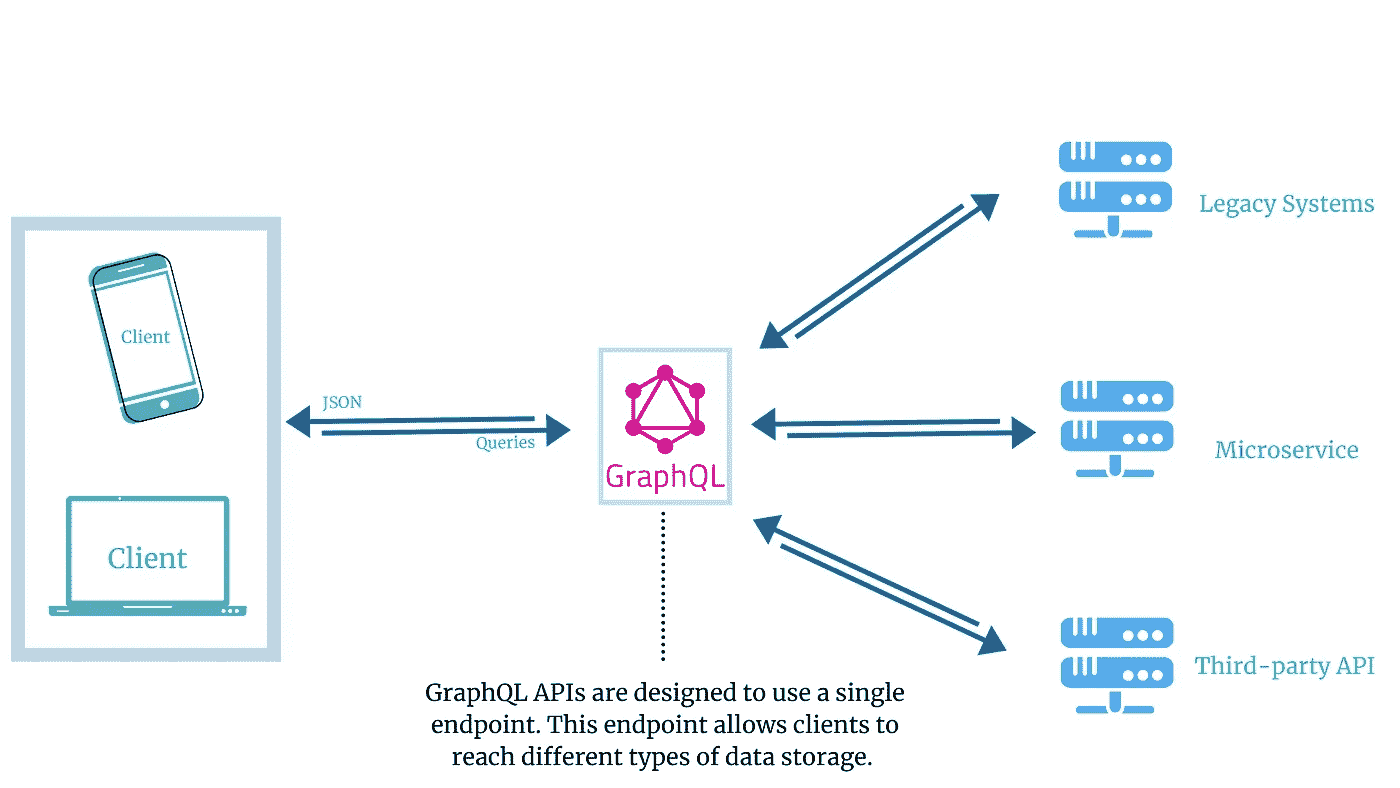 Client
Client
JSON
Queries
GraphQL
Legacy Systems
Microservice
Third-party API
GraphQL APIs are designed to use a single
endpoint. This endpoint allows clients to
reach different types of data storage.